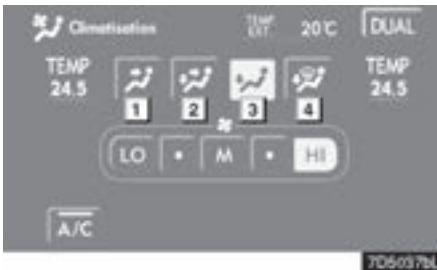 Climatisation TEMP EXT 20°C DUAL
TEMP 24.5 TEMP 24.5
1 2 3 4
LO • M • HI
A/C
7D5037bL